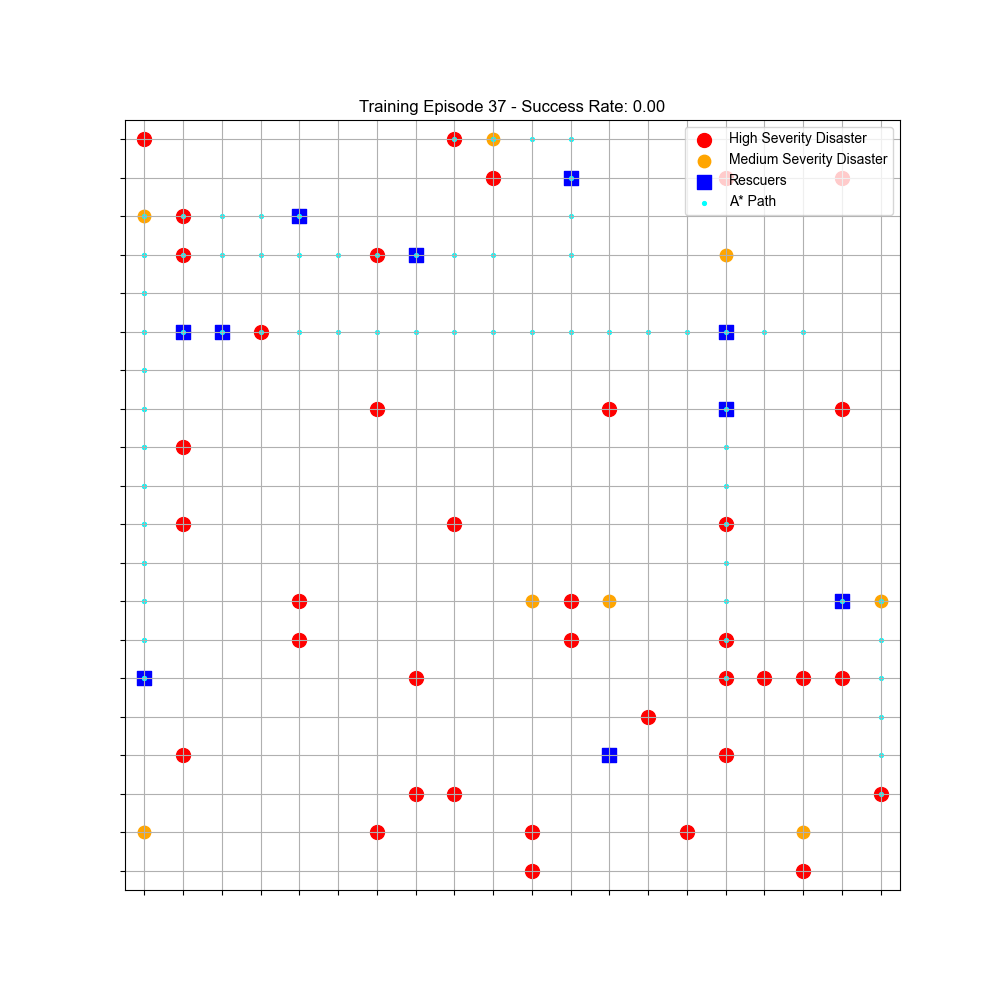 Training Episode 37 - Success Rate: 0.00
High Severity Disaster
Medium Severity Disaster
Rescuers
A* Path